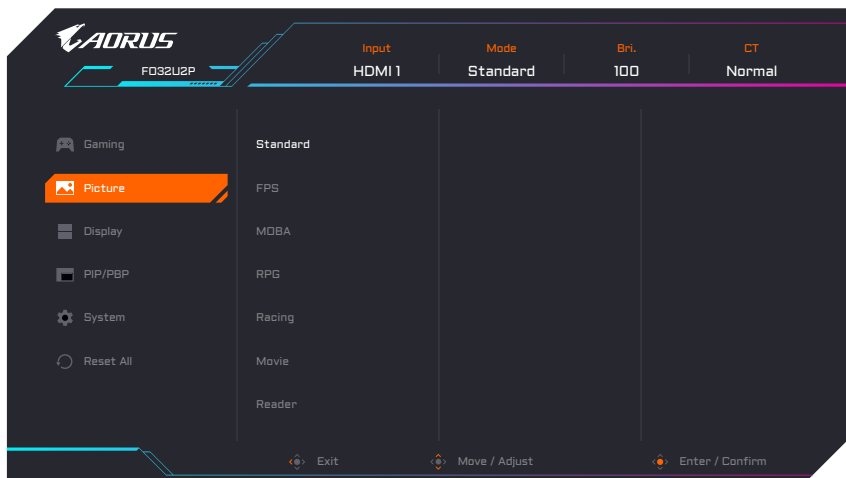 AORUS
FO32U2P
Input Mode Bri. CT
HDMI 1 Standard 100 Normal
Gaming
Picture
Display
PIP/PBP
System
Reset All
Standard
FPS
MOBA
RPG
Racing
Movie
Reader
Exit Move / Adjust Enter / Confirm